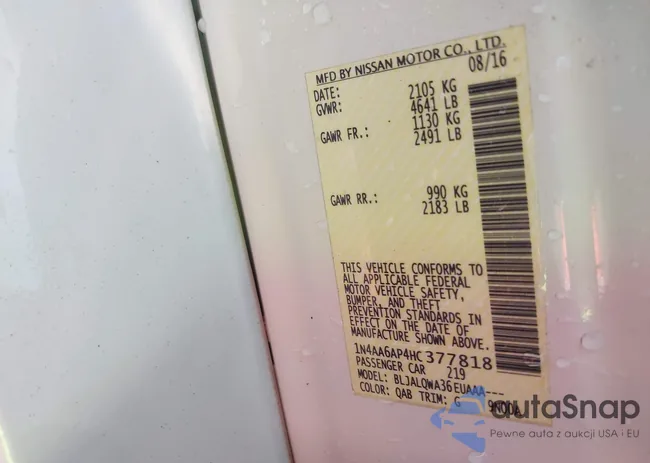 MFD BY NISSAN MOTOR CO., LTD.
DATE: 08/16
GVWR: 2105 KG
4641 LB
GAWR FR.: 1130 KG
2491 LB
GAWR RR.: 990 KG
2183 LB
THIS VEHICLE CONFORMS TO
ALL APPLICABLE FEDERAL
MOTOR VEHICLE SAFETY,
BUMPER, AND THEFT
PREVENTION STANDARDS IN
EFFECT ON THE DATE OF
MANUFACTURE SHOWN ABOVE.
1N4AA6AP4HC377818
PASSENGER CAR 219
MODEL: BLJALQWA36EUAAA---
COLOR: QAB TRIM: G
autaSnap
Pewne auta z aukcji USA i EU